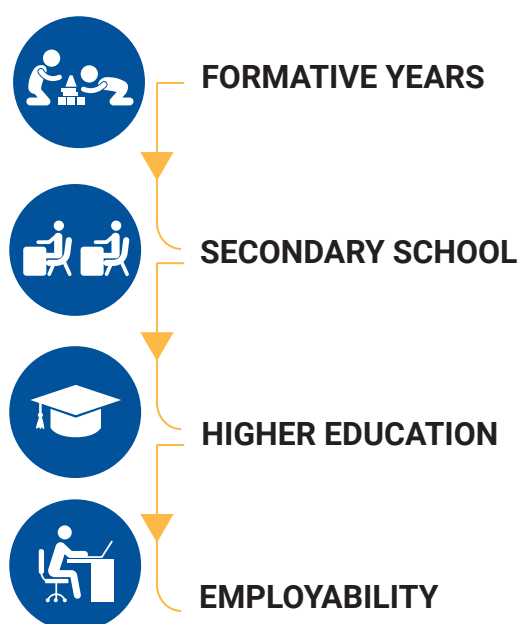 FORMATIVE YEARS
SECONDARY SCHOOL
HIGHER EDUCATION
EMPLOYABILITY